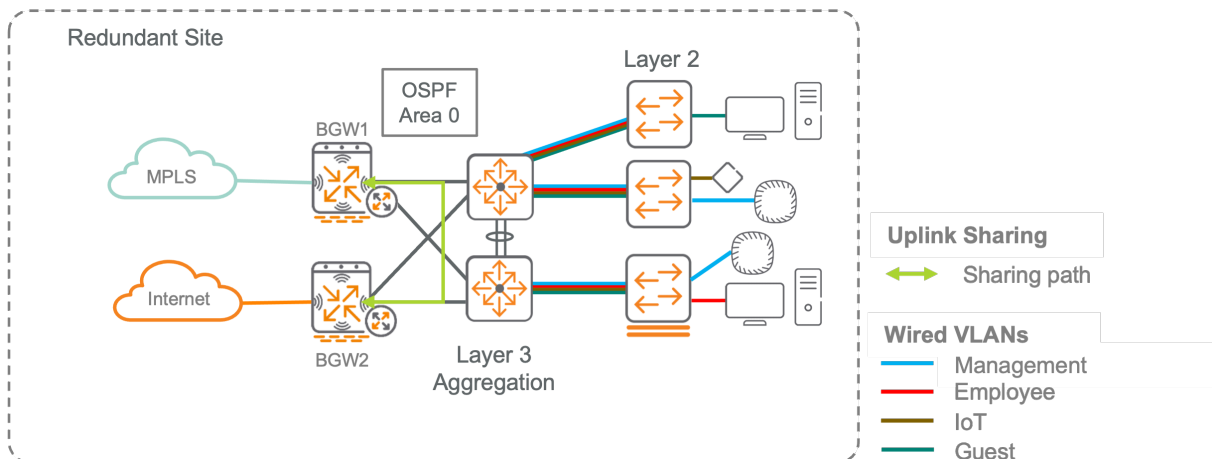 Redundant Site
Layer 2
OSPF
Area 0
BGW1
MPLS
Internet
BGW2
Layer 3
Aggregation
Uplink Sharing
Sharing path
Wired VLANs
Management
Employee
IoT
Guest